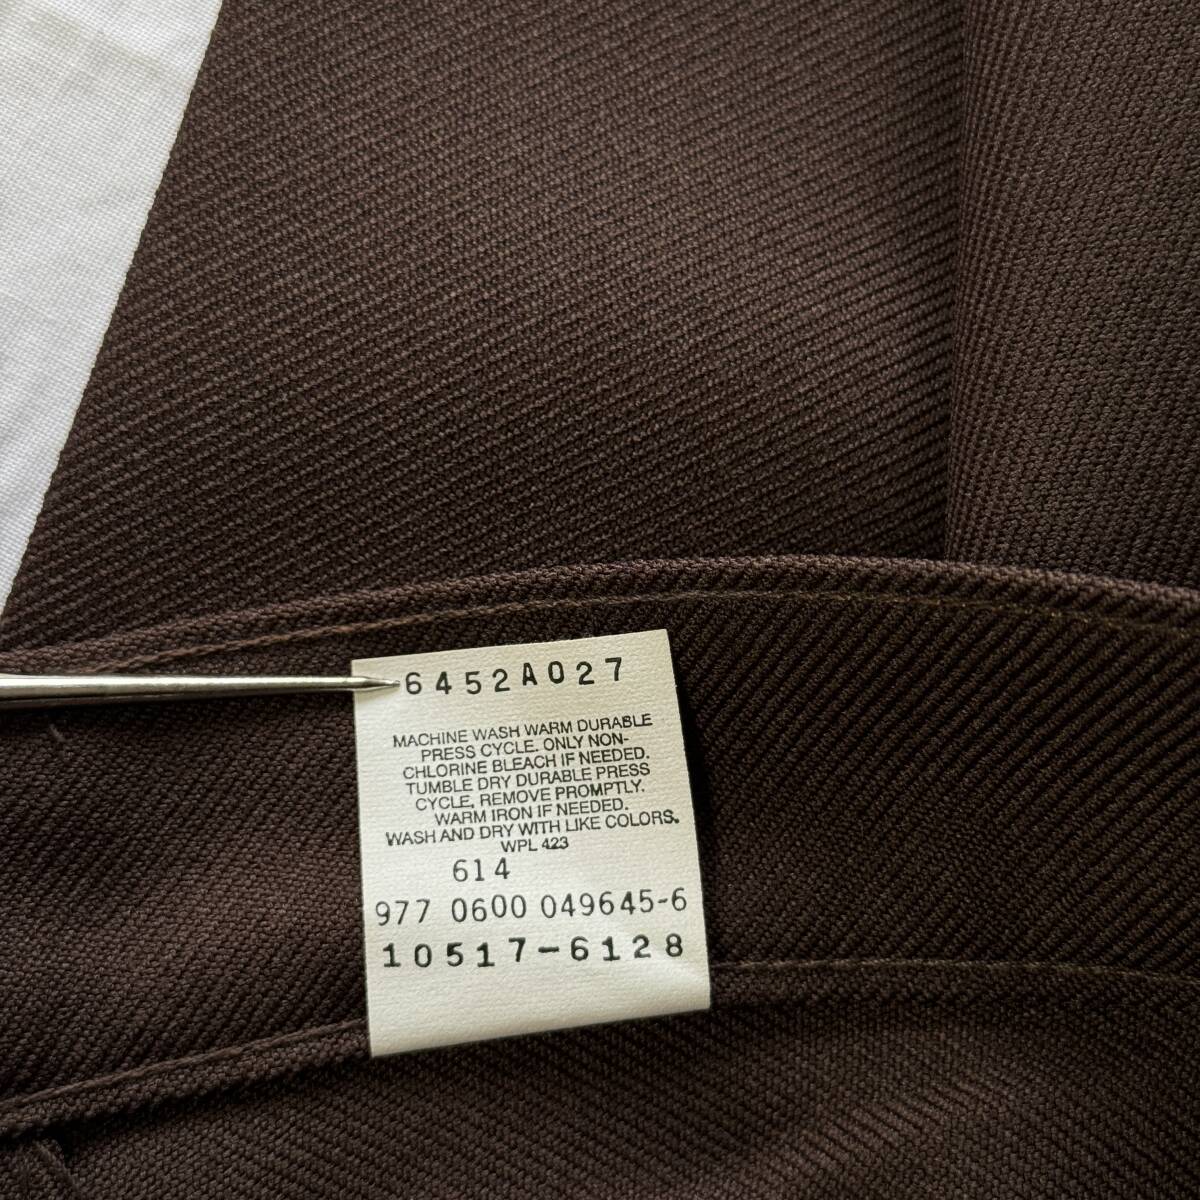 6452A027
MACHINE WASH WARM DURABLE
PRESS CYCLE. ONLY NON-
CHLORINE BLEACH IF NEEDED.
TUMBLE DRY DURABLE PRESS
CYCLE, REMOVE PROMPTLY.
WARM IRON IF NEEDED.
WASH AND DRY WITH LIKE COLORS.
WPL 423
614
977 0600 049645-6
10517-6128